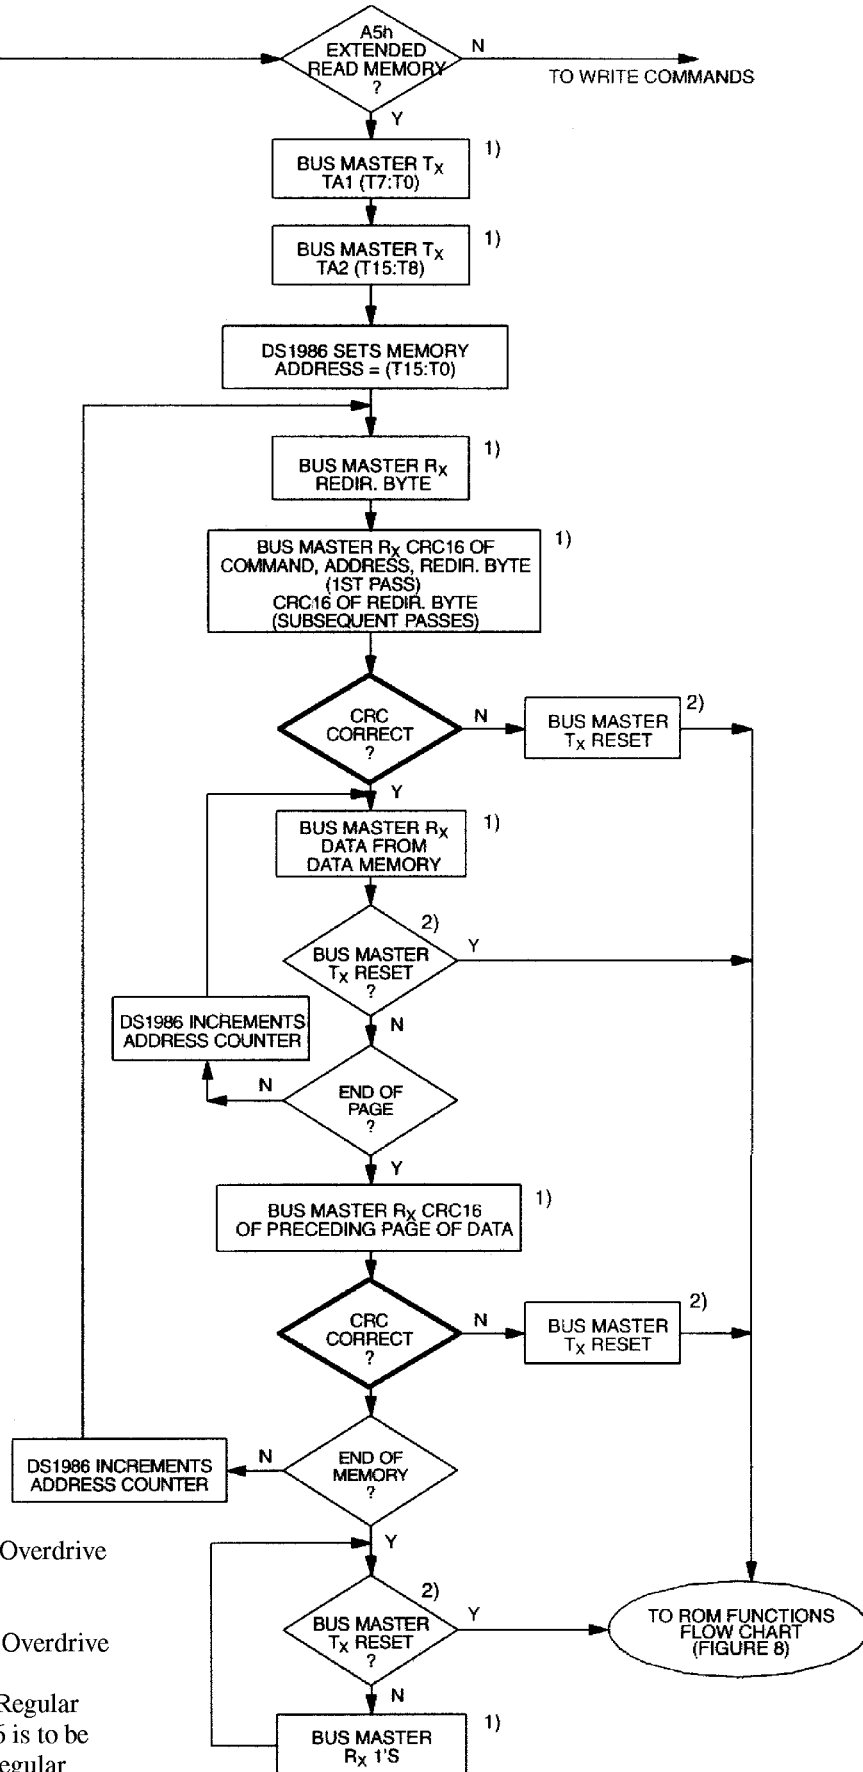 A5h
EXTENDED
READ MEMORY
?
N
TO WRITE COMMANDS
Y
BUS MASTER TX
TA1 (T7:T0)
1)
BUS MASTER TX
TA2 (T15:T8)
1)
DS1986 SETS MEMORY
ADDRESS = (T15:T0)
BUS MASTER RX
REDIR. BYTE
1)
BUS MASTER RX CRC16 OF
COMMAND, ADDRESS, REDIR. BYTE
(1ST PASS)
CRC16 OF REDIR. BYTE
(SUBSEQUENT PASSES)
1)
CRC
CORRECT
?
N
BUS MASTER
TX RESET
2)
Y
BUS MASTER RX
DATA FROM
DATA MEMORY
1)
BUS MASTER
TX RESET
?
2)
Y
N
DS1986 INCREMENTS
ADDRESS COUNTER
END OF
PAGE
?
N
Y
BUS MASTER RX CRC16
OF PRECEDING PAGE OF DATA
1)
CRC
CORRECT
?
N
BUS MASTER
TX RESET
2)
END OF
MEMORY
?
N
DS1986 INCREMENTS
ADDRESS COUNTER
Y
Overdrive
BUS MASTER
TX RESET
?
2)
Y
TO ROM FUNCTIONS
FLOW CHART
(FIGURE 8)
Overdrive
N
Regular
6 is to be
egular
BUS MASTER
RX 1'S
1)